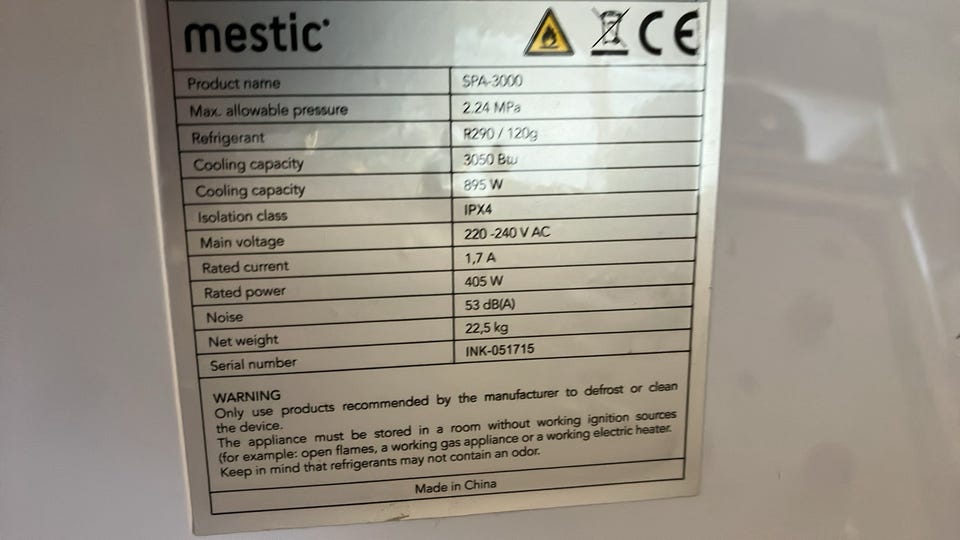 mestic
CE
Product name SPA-3000
Max. allowable pressure 2.24 MPa
Refrigerant R290 / 120g
Cooling capacity 3050 Btu
Cooling capacity 895 W
Isolation class IPX4
Main voltage 220 -240 V AC
Rated current 1,7 A
Rated power 405 W
Noise 53 dB(A)
Net weight 22,5 kg
Serial number INK-051715
WARNING
Only use products recommended by the manufacturer to defrost or clean
the device.
The appliance must be stored in a room without working ignition sources
(for example: open flames, a working gas appliance or a working electric heater.
Keep in mind that refrigerants may not contain an odor.
Made in China